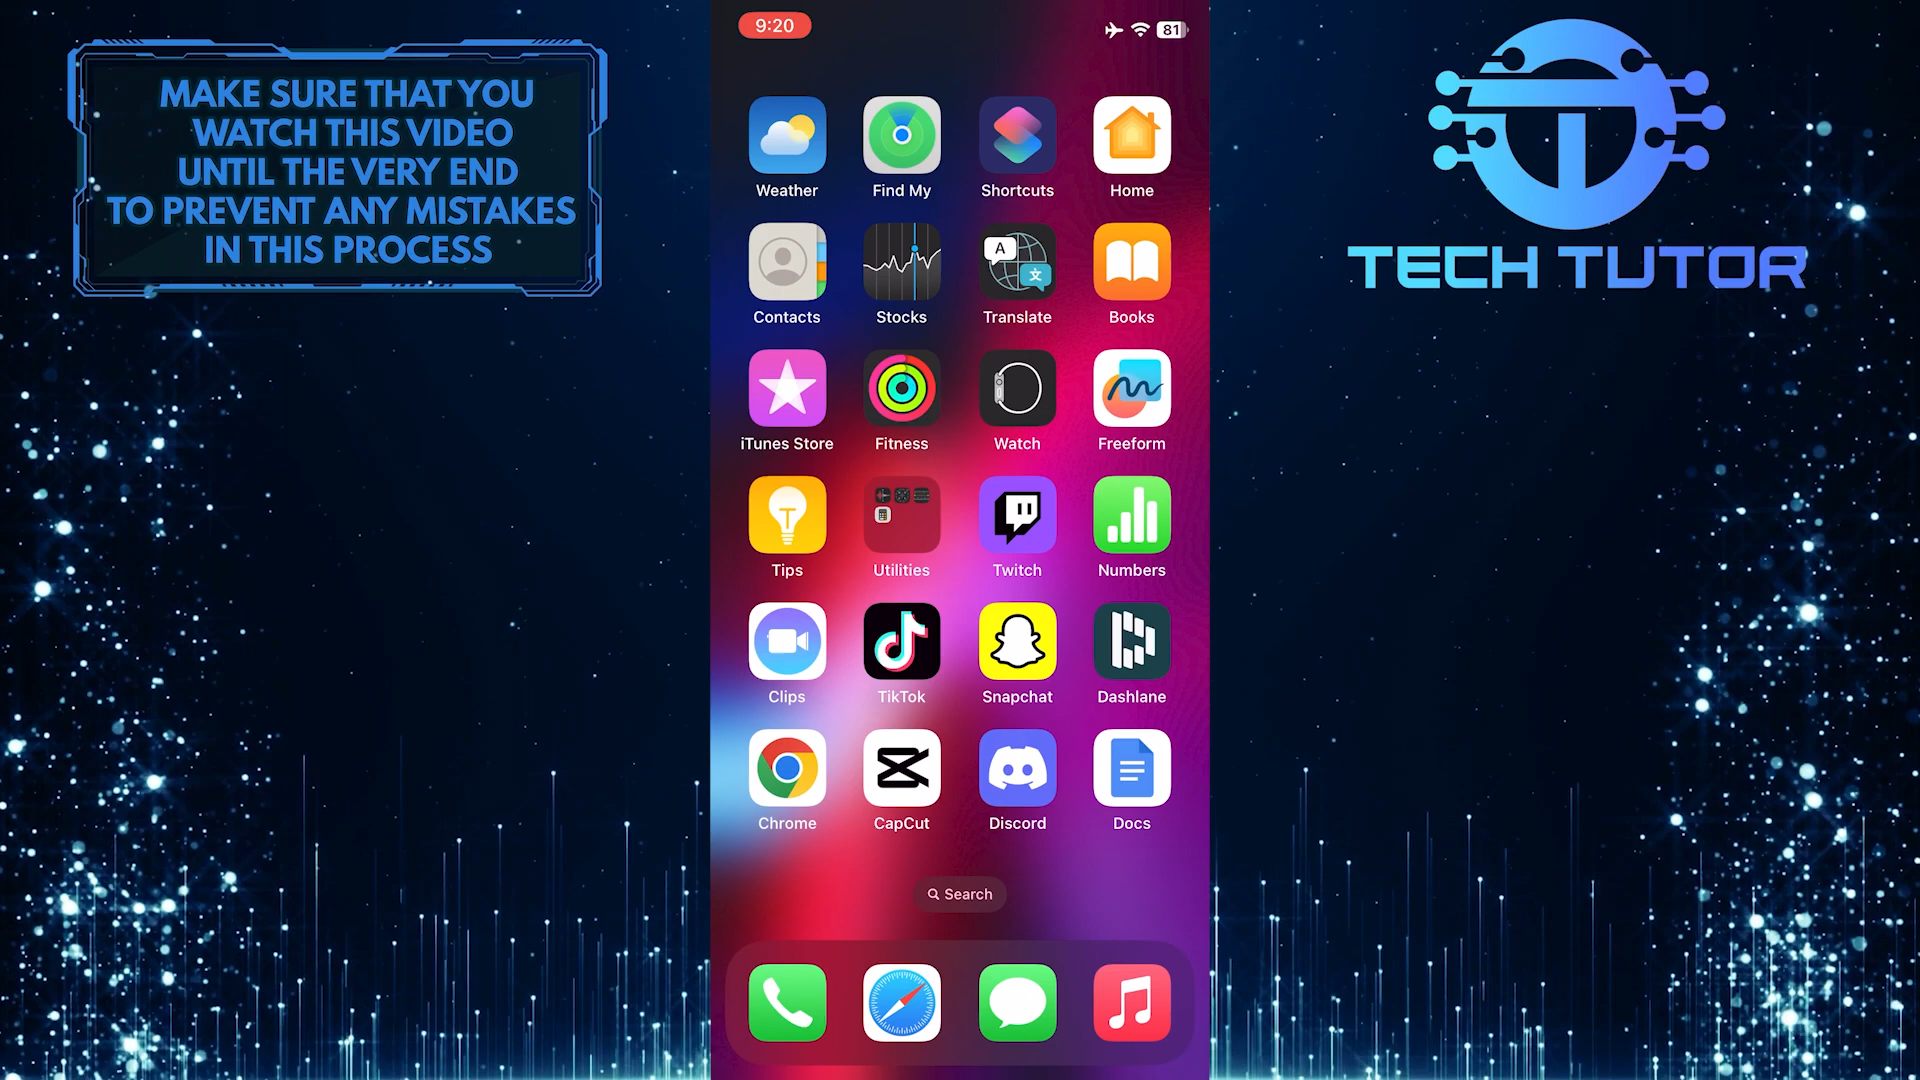 MAKE SURE THAT YOU
WATCH THIS VIDEO
UNTIL THE VERY END
TO PREVENT ANY MISTAKES
IN THIS PROCESS
9:20
81
Weather
Find My
Shortcuts
Home
A
文
Contacts
Stocks
Translate
Books
iTunes Store
Fitness
Watch
Freeform
Tips
Utilities
Twitch
Numbers
Clips
TikTok
Snapchat
Dashlane
Chrome
CapCut
Discord
Docs
Search
TECH TUTOR